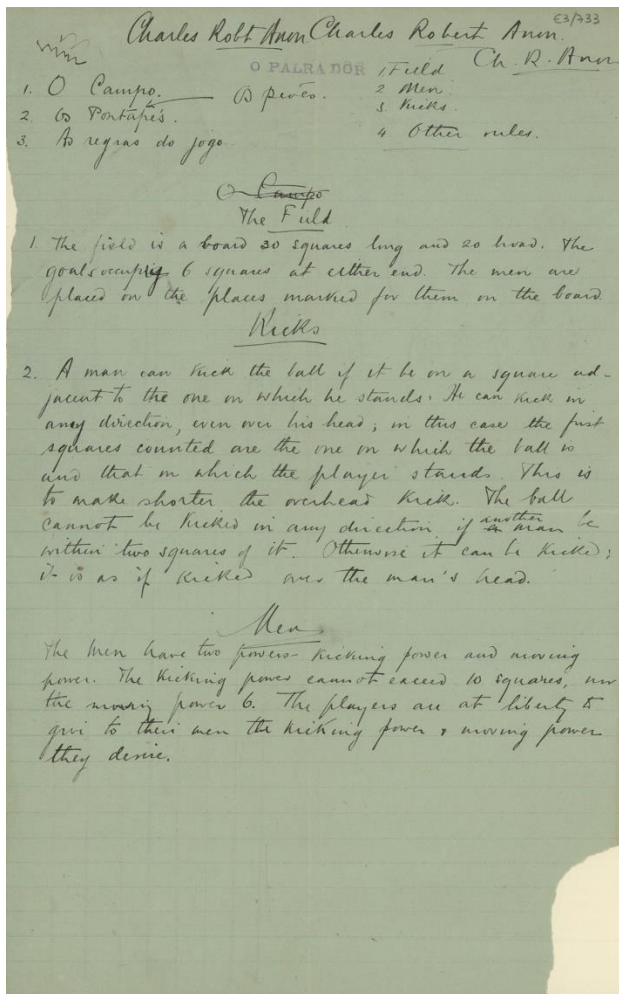 E3/733
Charles Robt Anon Charles Robert Anon.
Ch. R. Anon
O PALRADOR
1. O Campo. Os piões.
2. Os Pontapés.
3. As regras do jogo.
1 Field
2 Men
3 Kicks.
4 Other rules.
O Campo
The Field
1. The field is a board 30 squares long and 20 broad. The
goals occupy 6 squares at either end. The men are
placed on the places marked for them on the board.
Kicks
2. A man can kick the ball if it be on a square ad-
jacent to the one on which he stands. He can kick in
any direction, even over his head; in this case the first
squares counted are the one on which the ball is
and that on which the player stands. This is
to make shorter the overhead kick. The ball
cannot be kicked in any direction if another man be
within two squares of it. Otherwise it can be kicked;
it is as if kicked over the man's head.
Men
The men have two powers - kicking power and moving
power. The kicking power cannot exceed 10 squares, nor
the moving power 6. The players are at liberty to
give to their men the kicking power & moving power
they desire.